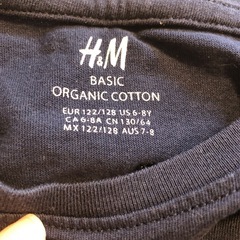 H&M
BASIC
ORGANIC COTTON
EUR 122/128 US 6-8Y
CA 6-8A CN 130/64
MX 122/128 AUS 7-8